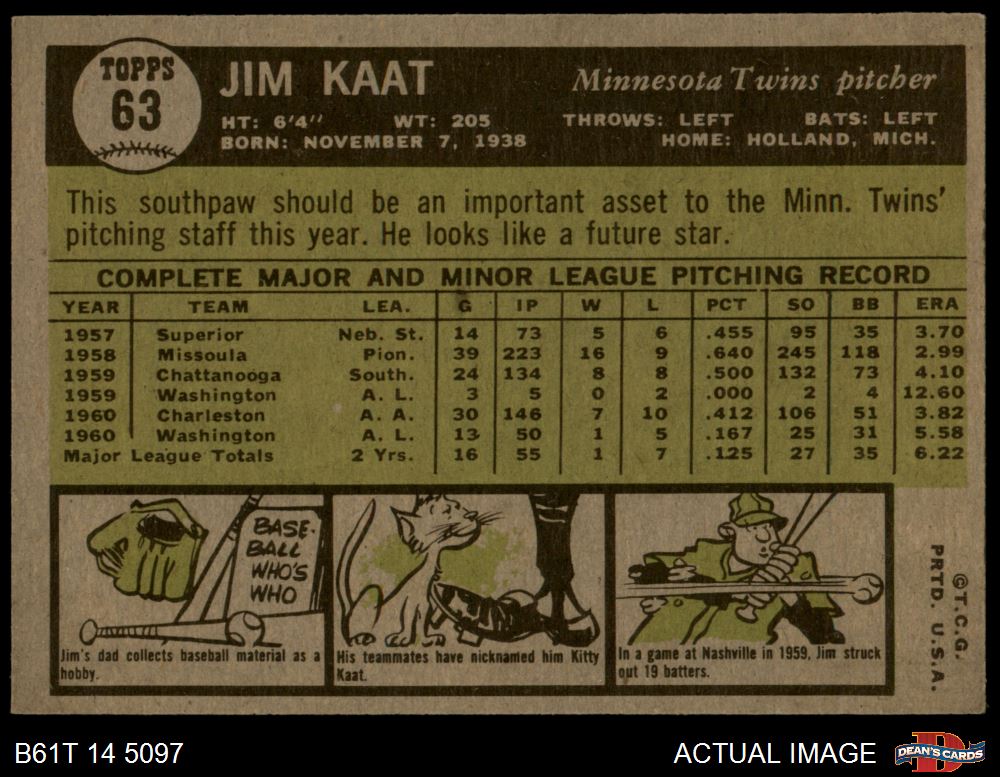 TOPPS
63
JIM KAAT
Minnesota Twins pitcher
HT: 6'4" WT: 205 THROWS: LEFT BATS: LEFT
BORN: NOVEMBER 7, 1938 HOME: HOLLAND, MICH.
This southpaw should be an important asset to the Minn. Twins'
pitching staff this year. He looks like a future star.
COMPLETE MAJOR AND MINOR LEAGUE PITCHING RECORD
YEAR TEAM LEA. G IP W L PCT SO BB ERA
1957 Superior Neb. St. 14 73 5 6 .455 95 35 3.70
1958 Missoula Pion. 39 223 16 9 .640 245 118 2.99
1959 Chattanooga South. 24 134 8 8 .500 132 73 4.10
1959 Washington A. L. 3 5 0 2 .000 2 4 12.60
1960 Charleston A. A. 30 146 7 10 .412 106 51 3.82
1960 Washington A. L. 13 50 1 5 .167 25 31 5.58
Major League Totals 2 Yrs. 16 55 1 7 .125 27 35 6.22
BASE-
BALL
WHO'S
WHO
Jim's dad collects baseball material as a
hobby.
His teammates have nicknamed him Kitty
Kaat.
In a game at Nashville in 1959, Jim struck
out 19 batters.
©T.C.G.
PRTD. U.S.A.
B61T 14 5097
ACTUAL IMAGE
D
DEAN'S CARDS